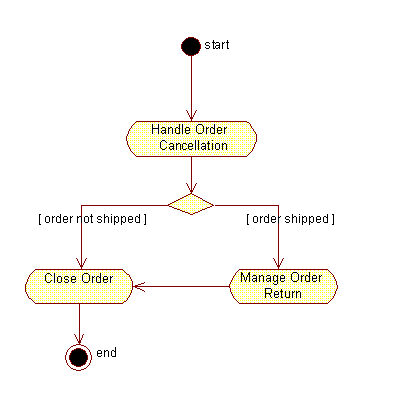 start
Handle Order
Cancellation
[ order not shipped ]
[ order shipped ]
Close Order
Manage Order
Return
end